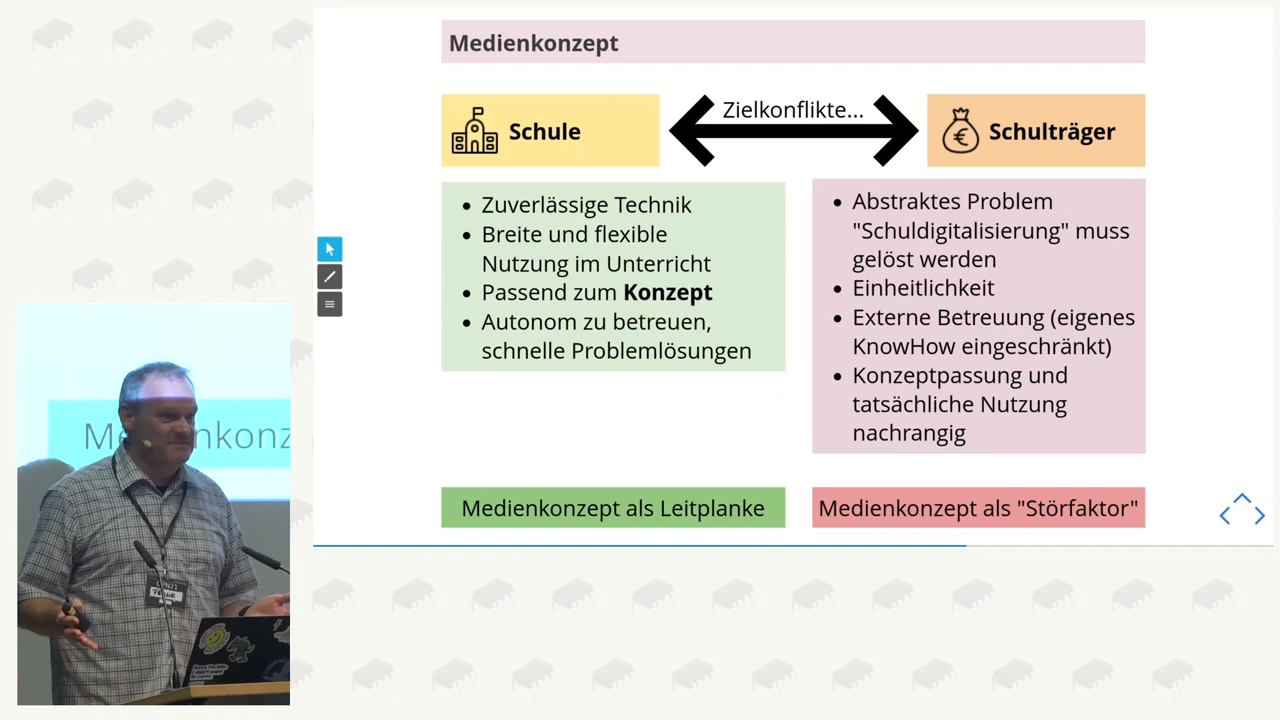 Medienkonzept
Schule
Zielkonflikte...
Schulträger
Zuverlässige Technik
Breite und flexible
Nutzung im Unterricht
Passend zum Konzept
Autonom zu betreuen,
schnelle Problemlösungen
Abstraktes Problem
"Schuldigitalisierung" muss
gelöst werden
Einheitlichkeit
Externe Betreuung (eigenes
KnowHow eingeschränkt)
Konzeptpassung und
tatsächliche Nutzung
nachrangig
Medienkonzept als Leitplanke
Medienkonzept als "Störfaktor"
GPN21
FRANK